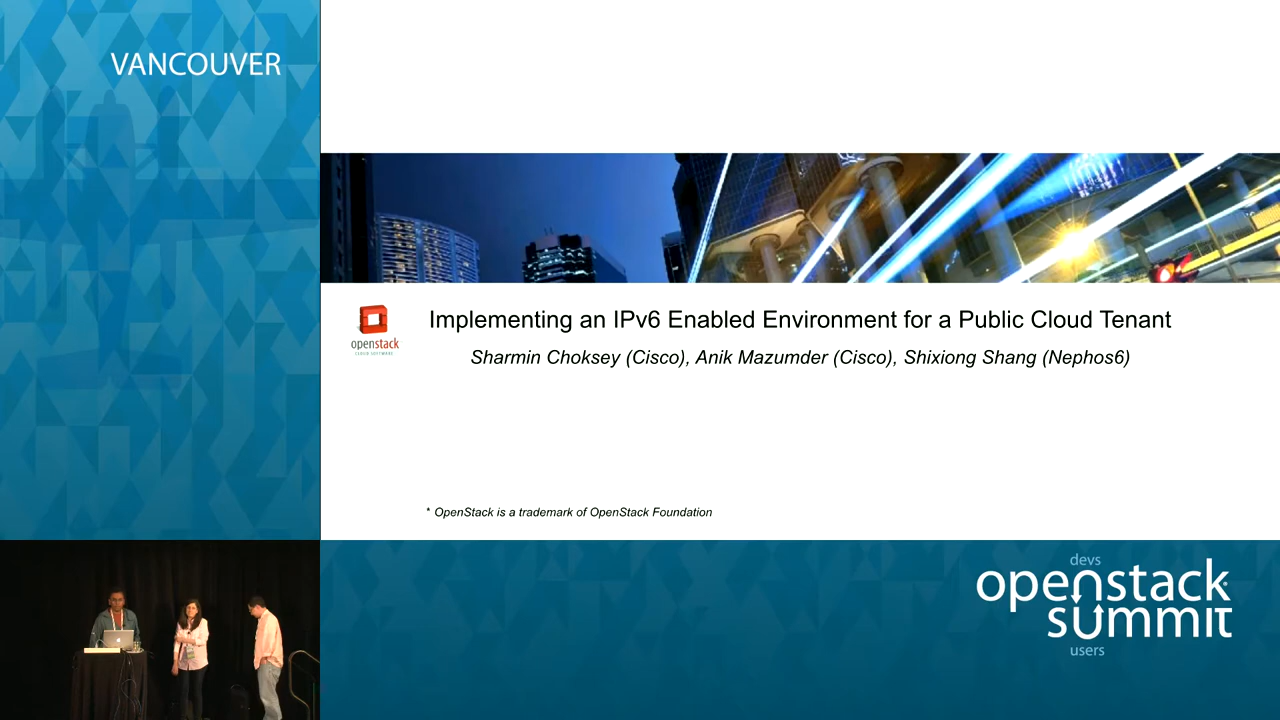 VANCOUVER
openstack
CLOUD SOFTWARE
Implementing an IPv6 Enabled Environment for a Public Cloud Tenant
Sharmin Choksey (Cisco), Anik Mazumder (Cisco), Shixiong Shang (Nephos6)
* OpenStack is a trademark of OpenStack Foundation
devs
openstack
summit
users